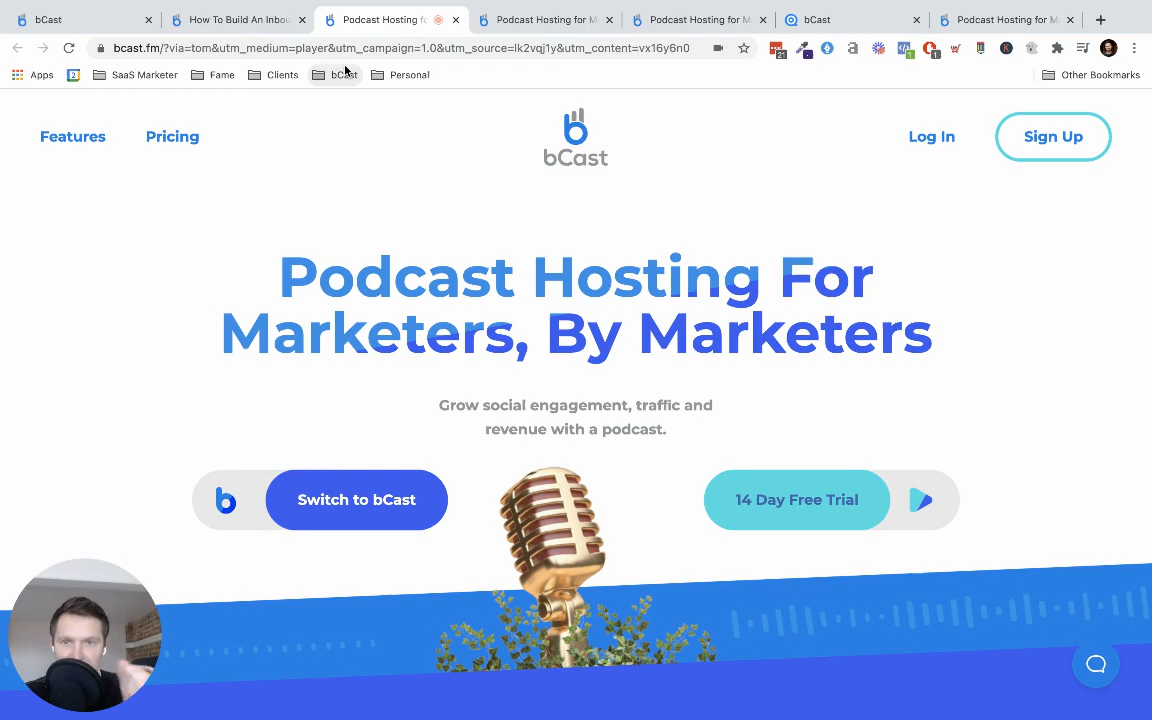 bCast
How To Build An Inbou
Podcast Hosting fo
Podcast Hosting for M
Podcast Hosting for M
bCast
Podcast Hosting for M
bcast.fm/?via=tom&utm_medium=player&utm_campaign=1.0&utm_source=lk2vqj1y&utm_content=vx16y6n0
Apps
SaaS Marketer
Fame
Clients
bCast
Personal
Other Bookmarks
Features
Pricing
bCast
Log In
Sign Up
Podcast Hosting For
Marketers, By Marketers
Grow social engagement, traffic and
revenue with a podcast.
Switch to bCast
14 Day Free Trial